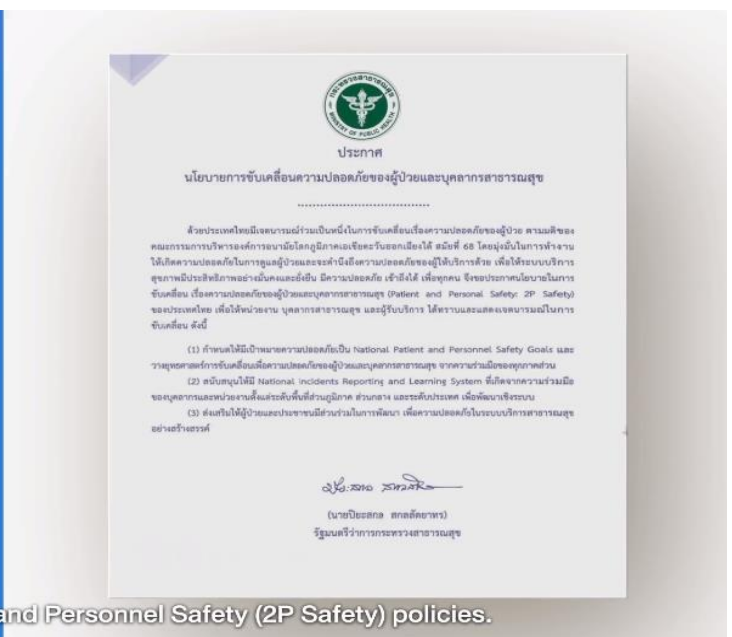 กระทรวงสาธารณสุข
MINISTRY OF PUBLIC HEALTH
ประกาศ
นโยบายการขับเคลื่อนความปลอดภัยของผู้ป่วยและบุคลากรสาธารณสุข
ด้วยประเทศไทยมีเจตนารมณ์ร่วมเป็นหนึ่งในการขับเคลื่อนเรื่องความปลอดภัยของผู้ป่วย ตามมติของ
คณะกรรมการบริหารองค์การอนามัยโลกภูมิภาคเอเชียตะวันออกเฉียงใต้ สมัยที่ 68 โดยมุ่งมั่นในการทำงาน
ให้เกิดความปลอดภัยในการดูแลผู้ป่วยและจะคำนึงถึงความปลอดภัยของผู้ให้บริการด้วย เพื่อให้ระบบบริการ
สุขภาพมีประสิทธิภาพอย่างมั่นคงและยั่งยืน มีความปลอดภัย เข้าถึงได้ เพื่อทุกคน จึงขอประกาศนโยบายในการ
ขับเคลื่อน เรื่องความปลอดภัยของผู้ป่วยและบุคลากรสาธารณสุข (Patient and Personal Safety: 2P Safety)
ของประเทศไทย เพื่อให้หน่วยงาน บุคลากรสาธารณสุข และผู้รับบริการ ได้ทราบและแสดงเจตนารมณ์ในการ
ขับเคลื่อน ดังนี้
(1) กำหนดให้มีเป้าหมายความปลอดภัยเป็น National Patient and Personnel Safety Goals และ
วางยุทธศาสตร์การขับเคลื่อนเพื่อความปลอดภัยของผู้ป่วยและบุคลากรสาธารณสุข จากความร่วมมือของทุกภาคส่วน
(2) สนับสนุนให้มี National Incidents Reporting and Learning System ที่เกิดจากความร่วมมือ
ของบุคลากรและหน่วยงานตั้งแต่ระดับพื้นที่ส่วนภูมิภาค ส่วนกลาง และระดับประเทศ เพื่อพัฒนาเชิงระบบ
(3) ส่งเสริมให้ผู้ป่วยและประชาชนมีส่วนร่วมในการพัฒนา เพื่อความปลอดภัยในระบบบริการสาธารณสุข
อย่างสร้างสรรค์
(นายปิยะสกล สกลสัตยาทร)
รัฐมนตรีว่าการกระทรวงสาธารณสุข
and Personnel Safety (2P Safety) policies.